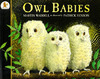 OWL BABIES
MARTIN WADDELL PATRICK BENSON